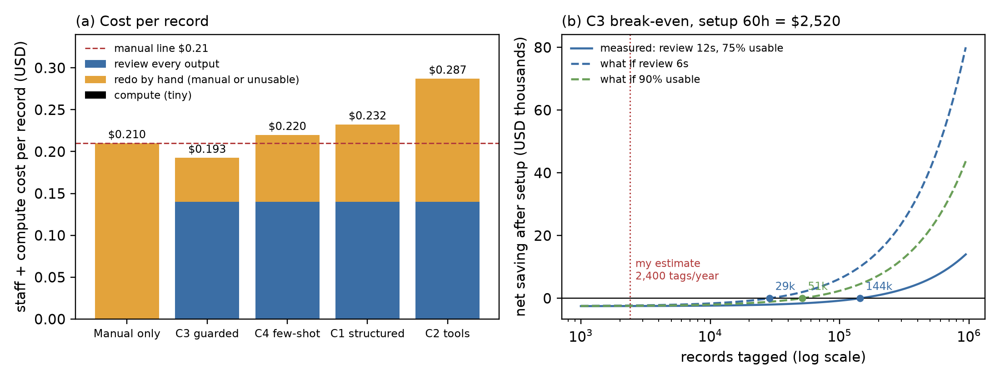 (a) Cost per record
staff + compute cost per record (USD)
0.30
0.25
0.20
0.15
0.10
0.05
0.00
manual line $0.21
review every output
redo by hand (manual or unusable)
compute (tiny)
$0.210
$0.193
$0.220
$0.232
$0.287
Manual only
C3 guarded
C4 few-shot
C1 structured
C2 tools
(b) C3 break-even, setup 60h = $2,520
net saving after setup (USD thousands)
80
60
40
20
0
measured: review 12s, 75% usable
what if review 6s
what if 90% usable
my estimate
2,400 tags/year
29k
51k
144k
10³
10⁴
10⁵
10⁶
records tagged (log scale)